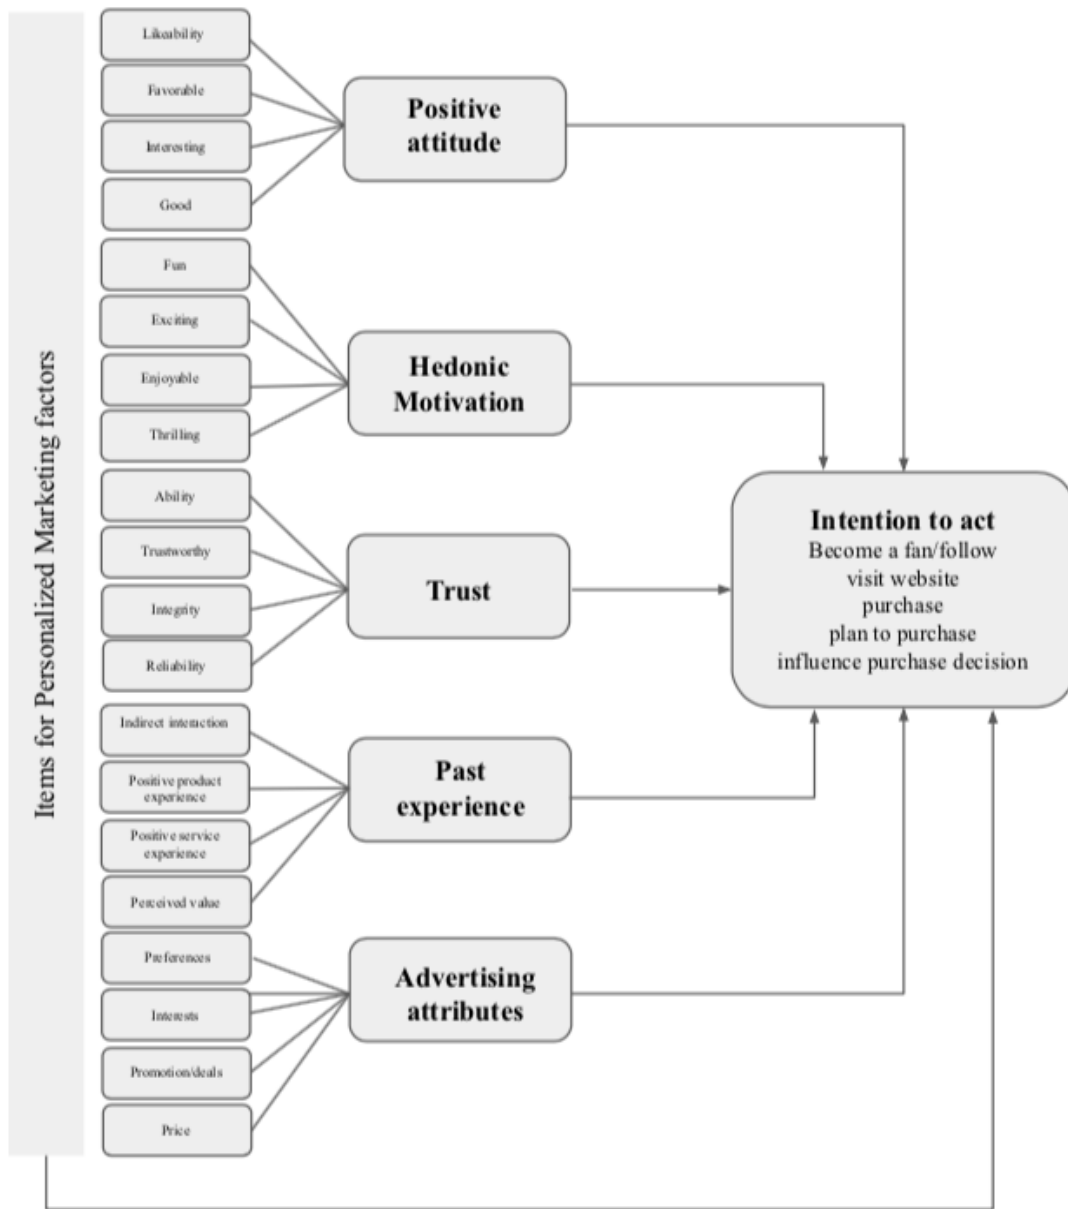 Items for Personalized Marketing factors
Likeability
Favorable
Interesting
Good
Fun
Exciting
Enjoyable
Thrilling
Ability
Trustworthy
Integrity
Reliability
Indirect interaction
Positive product
experience
Positive service
experience
Perceived value
Preferences
Interests
Promotion/deals
Price
Positive
attitude
Hedonic
Motivation
Trust
Past
experience
Advertising
attributes
Intention to act
Become a fan/follow
visit website
purchase
plan to purchase
influence purchase decision